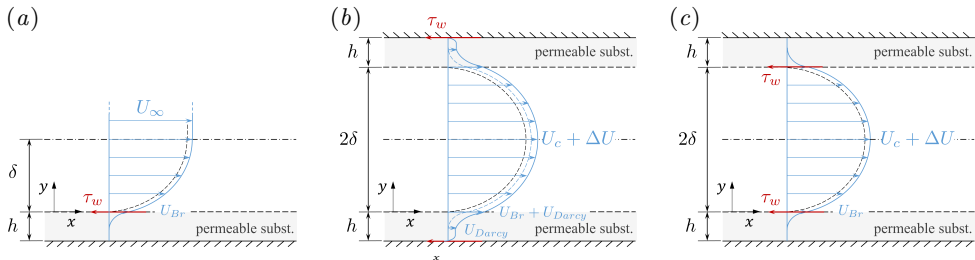 (a)
U∞
δ
y
x
τw
UBr
h
permeable subst.
(b)
τw
h
permeable subst.
2δ
Uc + ΔU
y
x
UBr + UDarcy
UDarcy
h
permeable subst.
x
(c)
h
permeable subst.
τw
2δ
Uc + ΔU
y
x
τw
UBr
h
permeable subst.